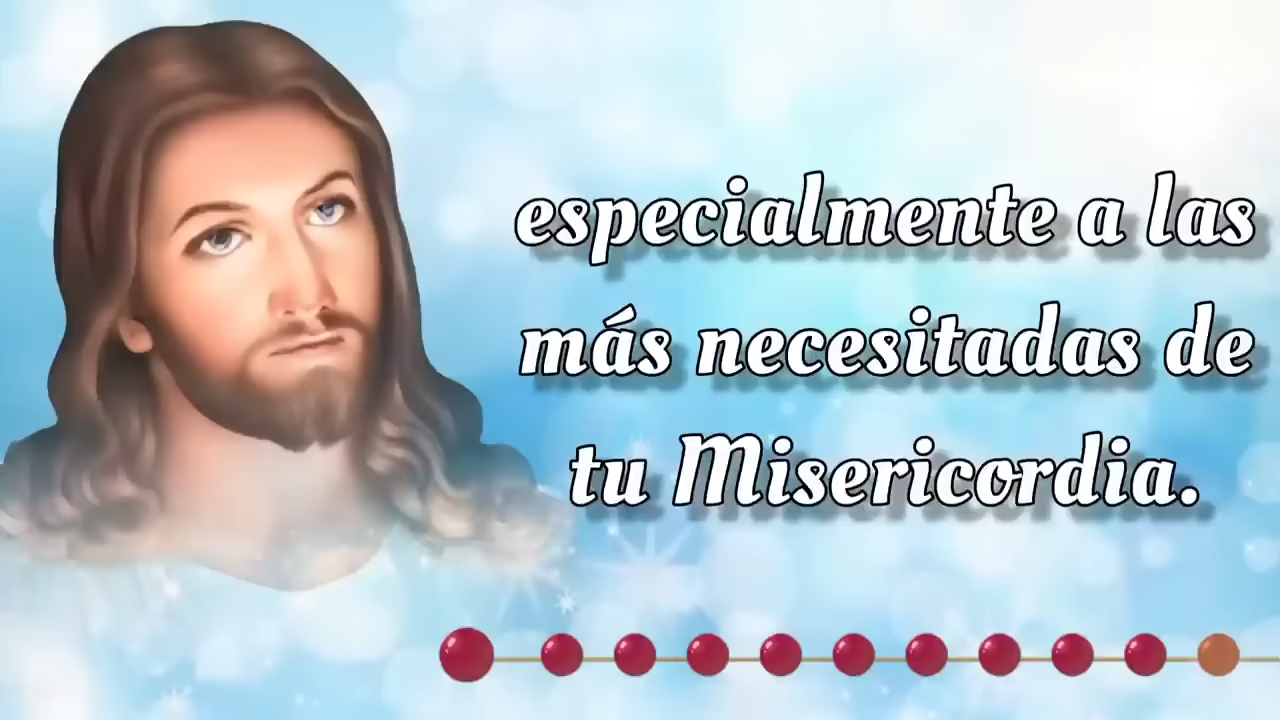 especialmente a las
más necesitadas de
tu Misericordia.